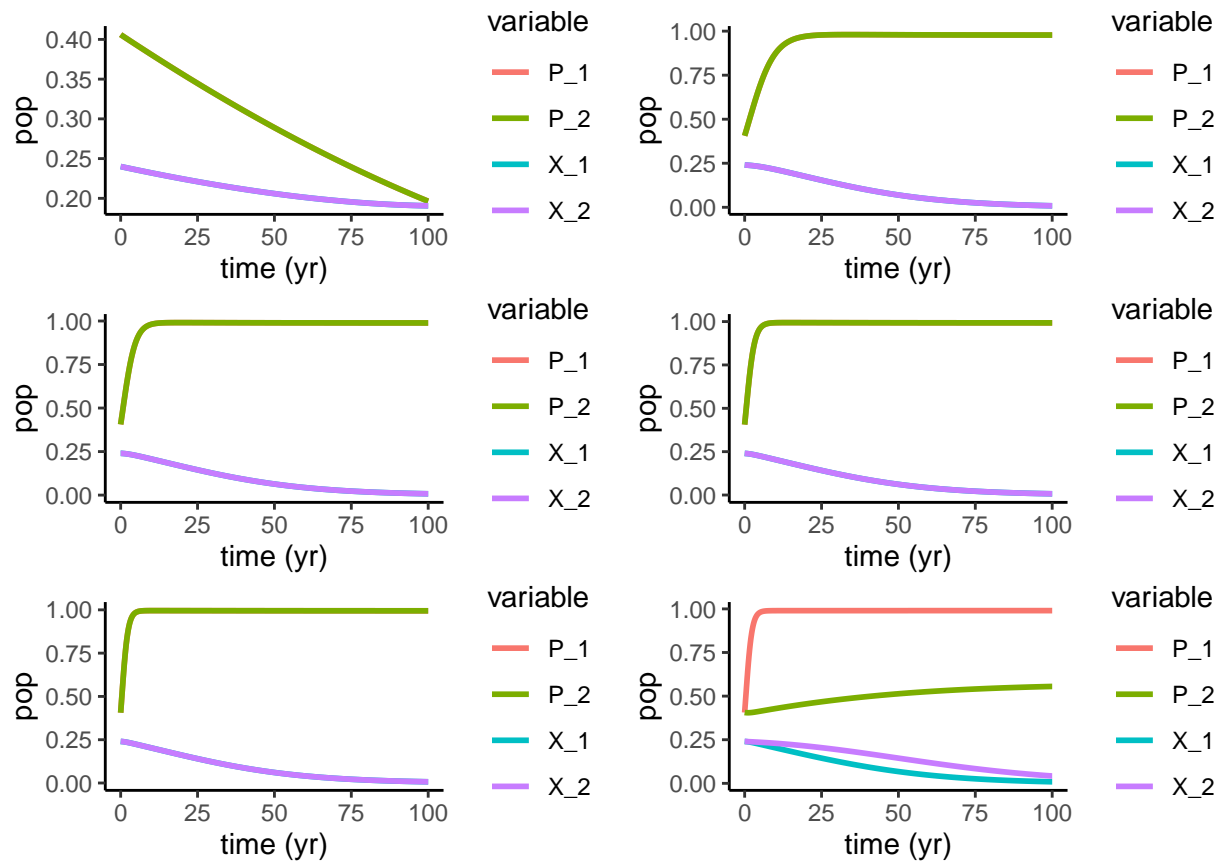 variable
0.40
0.35
0.30
0.25
0.20
pop
0 25 50 75 100
time (yr)
P_1
P_2
X_1
X_2
variable
1.00
0.75
0.50
0.25
0.00
pop
0 25 50 75 100
time (yr)
P_1
P_2
X_1
X_2
variable
1.00
0.75
0.50
0.25
0.00
pop
0 25 50 75 100
time (yr)
P_1
P_2
X_1
X_2
variable
1.00
0.75
0.50
0.25
0.00
pop
0 25 50 75 100
time (yr)
P_1
P_2
X_1
X_2
variable
1.00
0.75
0.50
0.25
0.00
pop
0 25 50 75 100
time (yr)
P_1
P_2
X_1
X_2
variable
1.00
0.75
0.50
0.25
0.00
pop
0 25 50 75 100
time (yr)
P_1
P_2
X_1
X_2